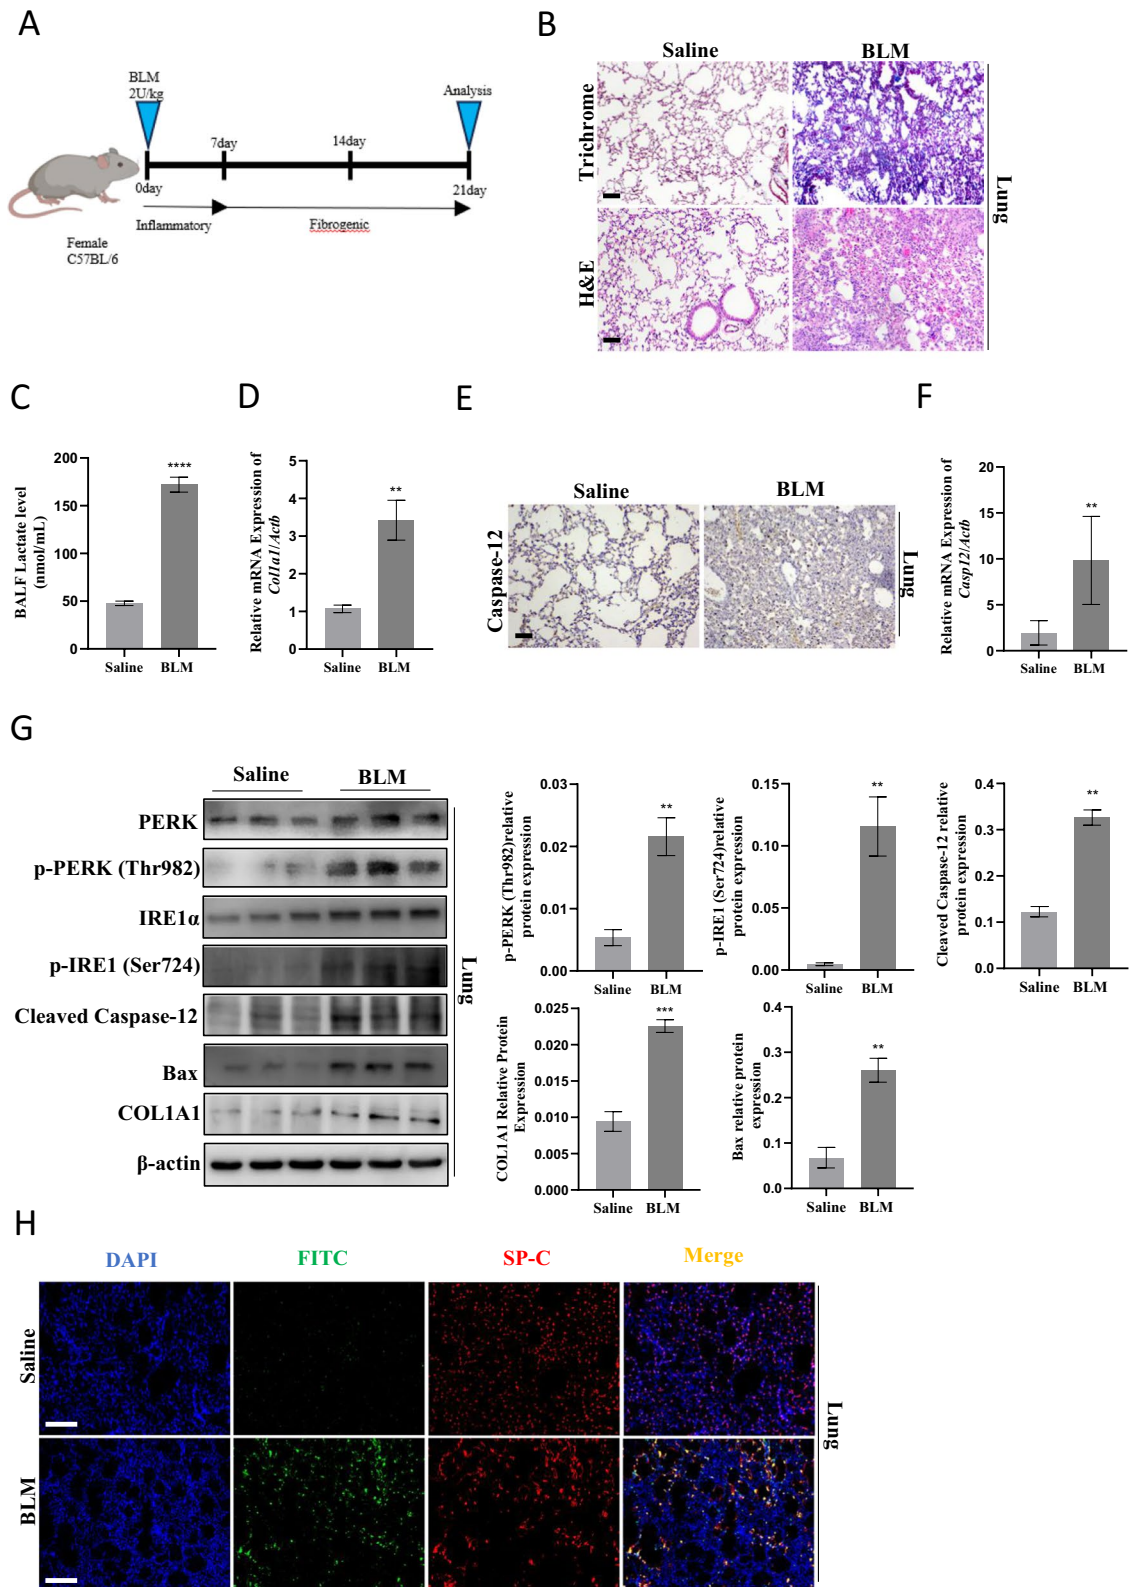 A
BLM
2U/kg
Analysis
7day
14day
0day
21day
Inflammatory
Fibrogenic
Female
C57BL/6
B
Saline
BLM
Trichrome
H&E
Lung
C
BALF Lactate level
(nmol/mL)
200
150
100
50
0
****
Saline
BLM
D
Relative mRNA Expression of
Col1a1/Actb
5
4
3
2
1
0
**
Saline
BLM
E
Saline
BLM
Caspase-12
Lung
F
Relative mRNA Expression of
Casp12/Actb
20
15
10
5
0
**
Saline
BLM
G
Saline
BLM
PERK
p-PERK (Thr982)
IRE1α
p-IRE1 (Ser724)
Cleaved Caspase-12
Bax
COL1A1
β-actin
Lung
p-PERK (Thr982)relative
protein expression
0.03
0.02
0.01
0.00
**
Saline
BLM
p-IRE1 (Ser724)relative
protein expression
0.15
0.10
0.05
0.00
**
Saline
BLM
Cleaved Caspase-12 relative
protein expression
0.4
0.3
0.2
0.1
0.0
**
Saline
BLM
COL1A1 Relative Protein
Expression
0.025
0.020
0.015
0.010
0.005
0.000
***
Saline
BLM
Bax relative protein
expression
0.4
0.3
0.2
0.1
0.0
**
Saline
BLM
H
DAPI
FITC
SP-C
Merge
Saline
BLM
Lung